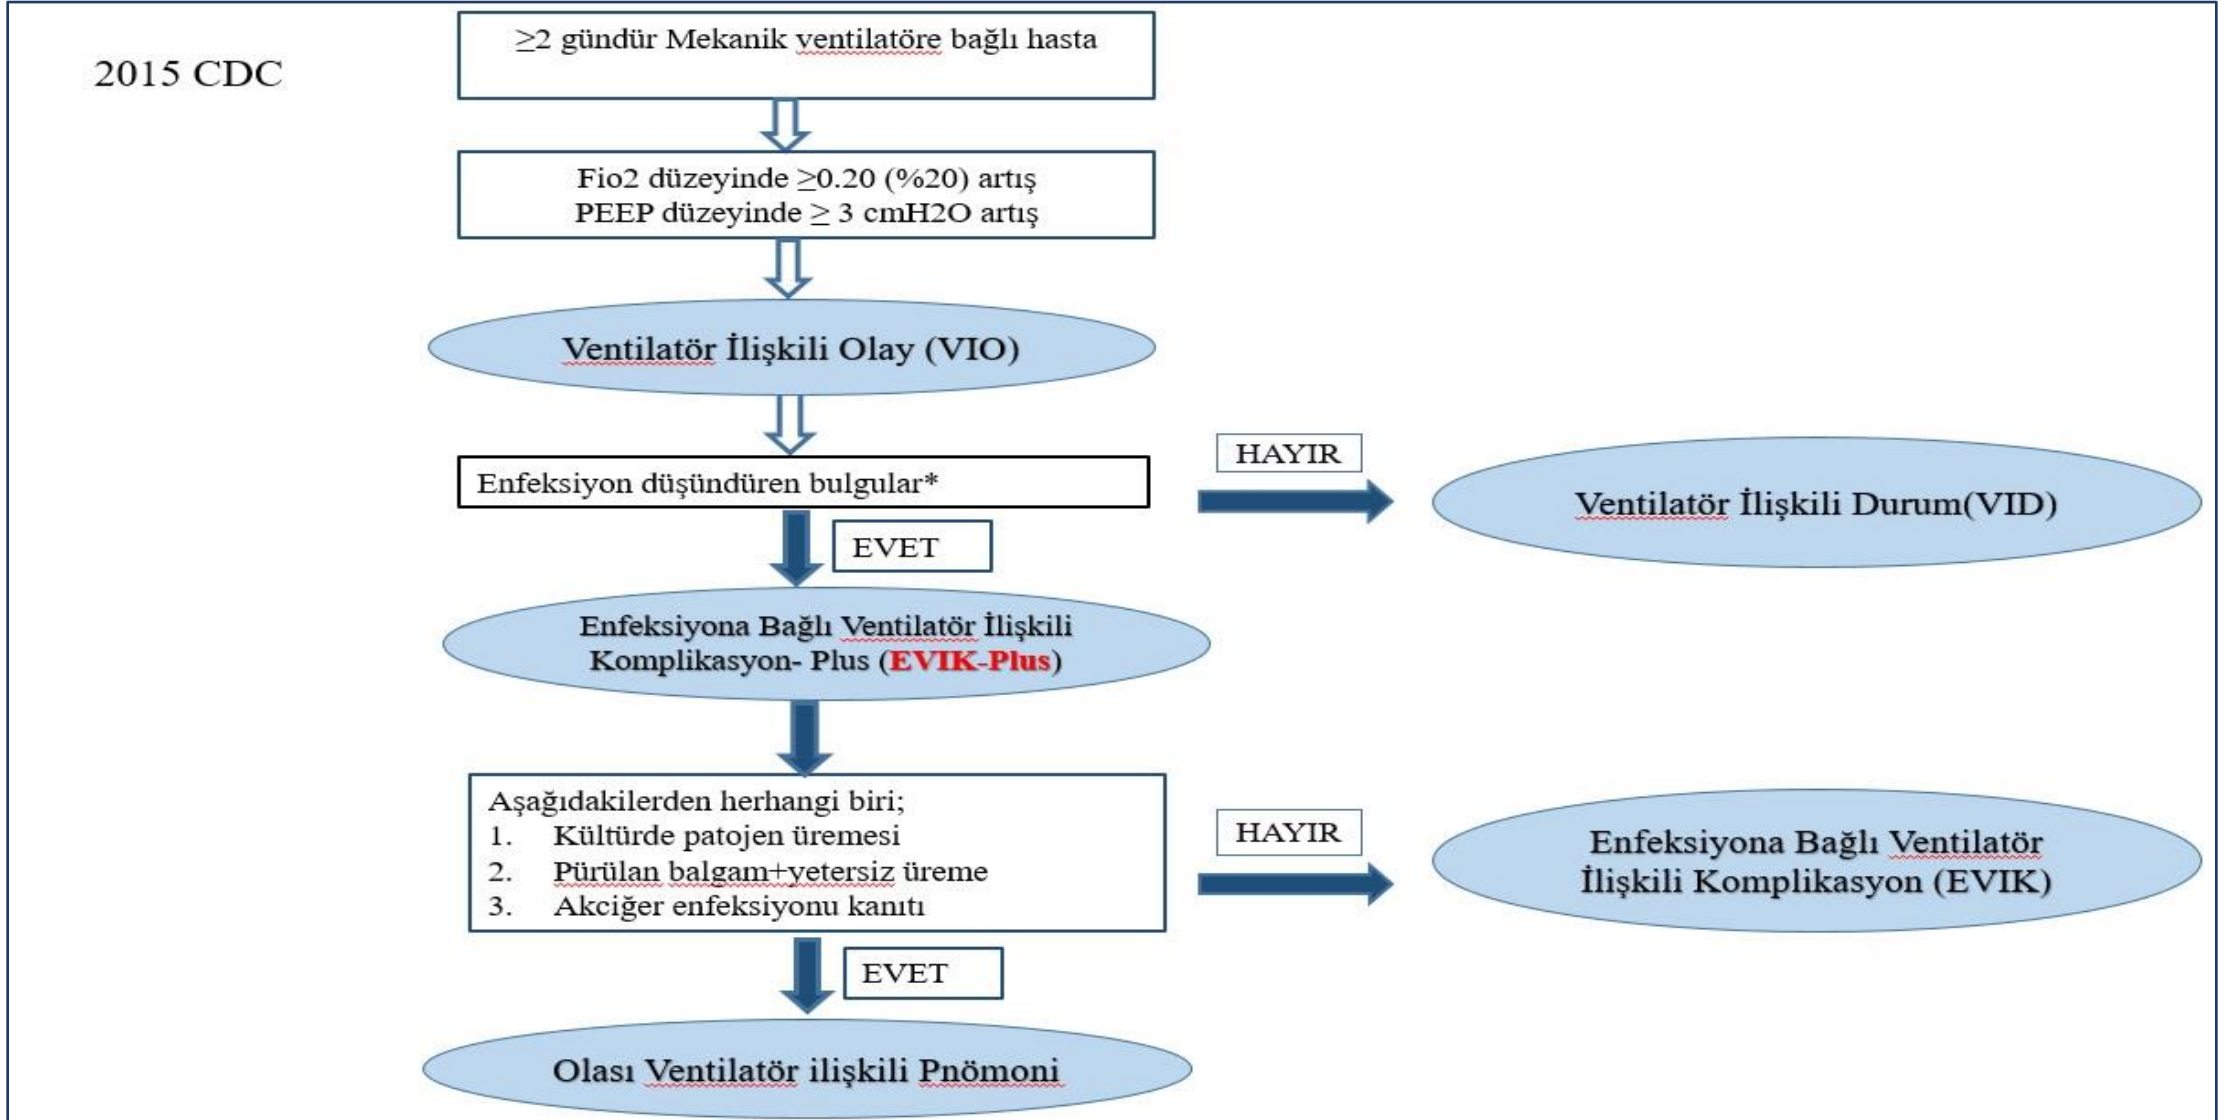 2015 CDC
≥2 gündür Mekanik ventilatöre bağlı hasta
Fio2 düzeyinde ≥0.20 (%20) artış
PEEP düzeyinde ≥ 3 cmH2O artış
Ventilatör İlişkili Olay (VIO)
Enfeksiyon düşündüren bulgular*
HAYIR
Ventilatör İlişkili Durum(VID)
EVET
Enfeksiyona Bağlı Ventilatör İlişkili
Komplikasyon- Plus (EVIK-Plus)
Aşağıdakilerden herhangi biri;
1. Kültürde patojen üremesi
2. Pürülan balgam+yetersiz üreme
3. Akciğer enfeksiyonu kanıtı
HAYIR
Enfeksiyona Bağlı Ventilatör
İlişkili Komplikasyon (EVIK)
EVET
Olası Ventilatör ilişkili Pnömoni